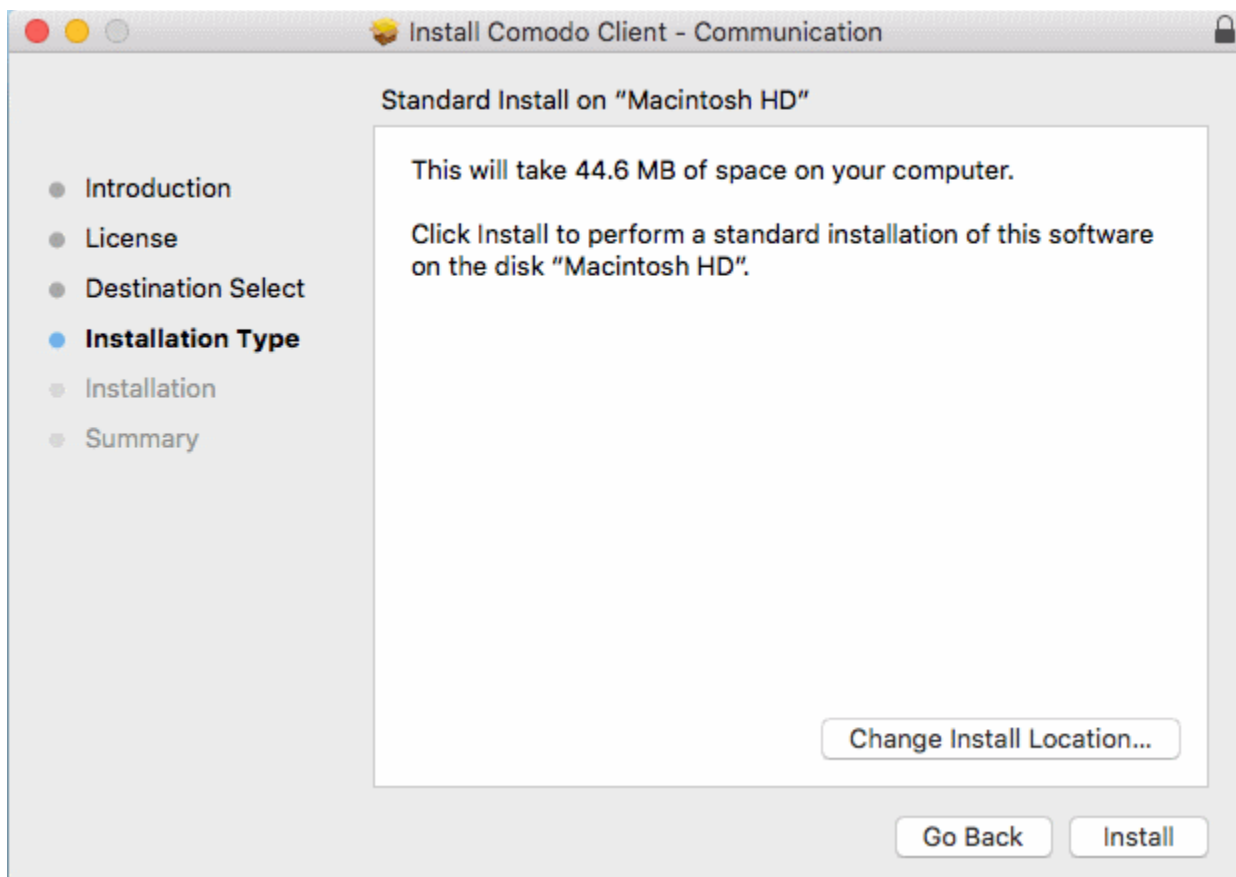 Install Comodo Client - Communication
Standard Install on “Macintosh HD”
Introduction
License
Destination Select
Installation Type
Installation
Summary
This will take 44.6 MB of space on your computer.
Click Install to perform a standard installation of this software
on the disk “Macintosh HD”.
Change Install Location...
Go Back
Install